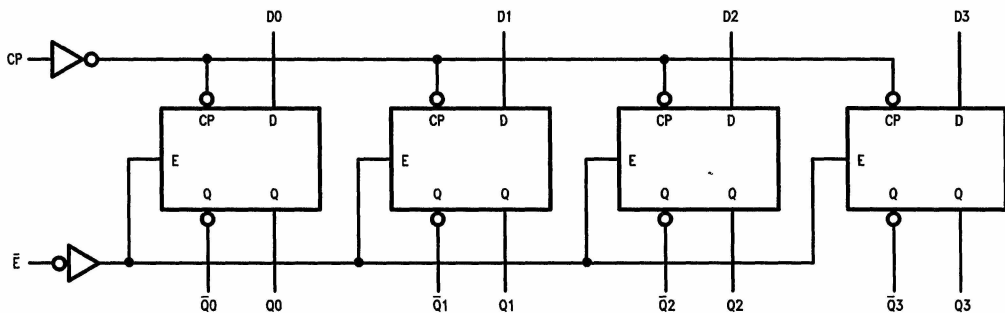 D0 D1 D2 D3
CP
CP D CP D CP D CP D
E E E E
Q Q Q Q Q Q Q Q
E̅
Q̅0 Q0 Q̅1 Q1 Q̅2 Q2 Q̅3 Q3